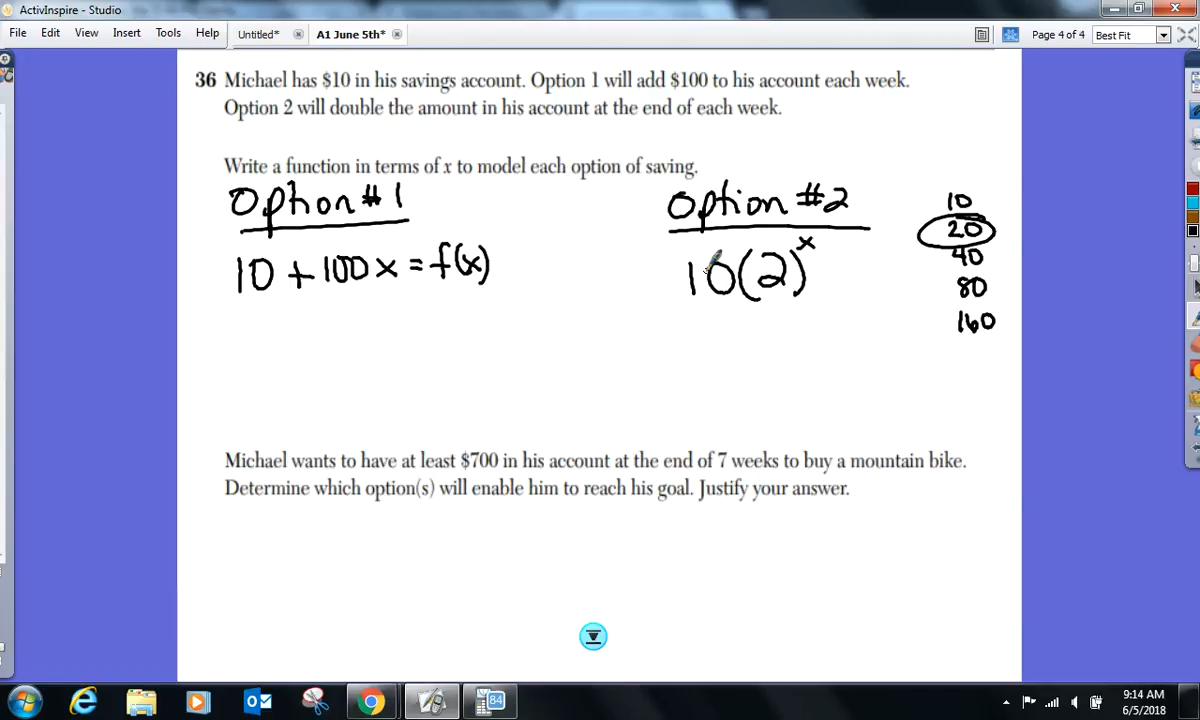 ActivInspire - Studio
File Edit View Insert Tools Help Untitled* A1 June 5th* Page 4 of 4 Best Fit
36 Michael has $10 in his savings account. Option 1 will add $100 to his account each week.
Option 2 will double the amount in his account at the end of each week.
Write a function in terms of x to model each option of saving.
Option #1
10 + 100x = f(x)
Option #2
10(2)^x
10
20
40
80
160
Michael wants to have at least $700 in his account at the end of 7 weeks to buy a mountain bike.
Determine which option(s) will enable him to reach his goal. Justify your answer.
84
9:14 AM
6/5/2018